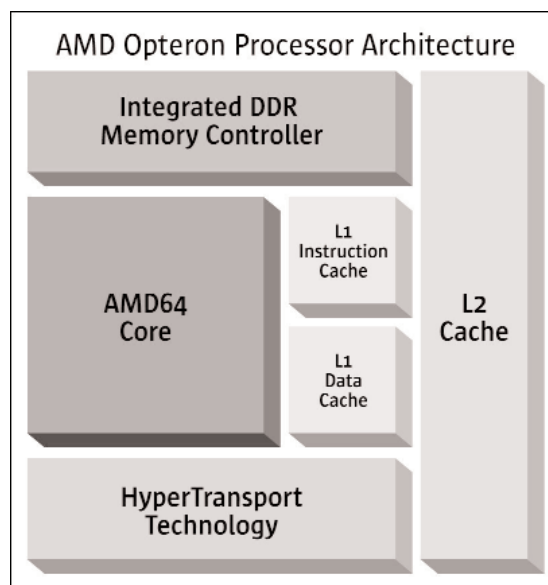 AMD Opteron Processor Architecture
Integrated DDR
Memory Controller
AMD64
Core
L1
Instruction
Cache
L1
Data
Cache
L2
Cache
HyperTransport
Technology